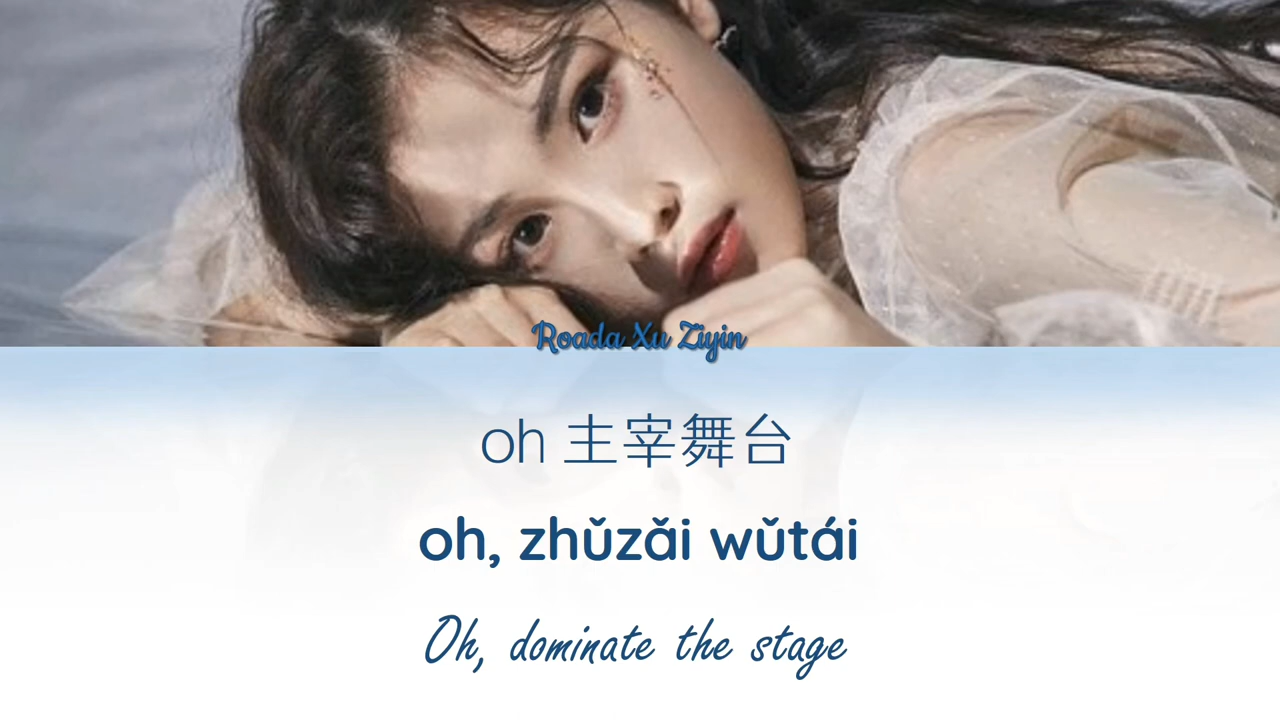 Roada Xu Ziyin
oh 主宰舞台
oh, zhǔzǎi wǔtái
Oh, dominate the stage